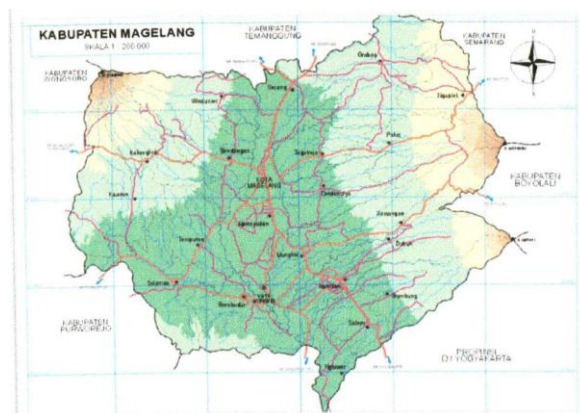 KABUPATEN MAGELANG
SKALA 1 : 200.000
KABUPATEN
TEMANGGUNG
KABUPATEN
SEMARANG
KABUPATEN
WONOSOBO
Grabag
Secang
Ngablak
Windusari
Pakis
Kaliangkrik
Bandongan
Tegalrejo
KOTA
MAGELANG
Candimulyo
KABUPATEN
BOYOLALI
Kajoran
Mertoyudan
Sawangan
Tempuran
Dukun
Mungkid
Salaman
Muntilan
Borobudur
KOTA
Srumbung
KABUPATEN
PURWOREJO
Salam
PROPINSI
D.I YOGYAKARTA
Ngluwar